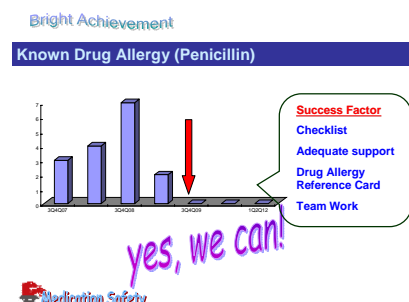 Bright Achievement
Known Drug Allergy (Penicillin)
7
6
5
4
3
2
1
0
3Q4Q07
3Q4Q08
3Q4Q09
1Q2Q12
Success Factor
Checklist
Adequate support
Drug Allergy
Reference Card
Team Work
yes, we can!
Medication Safety